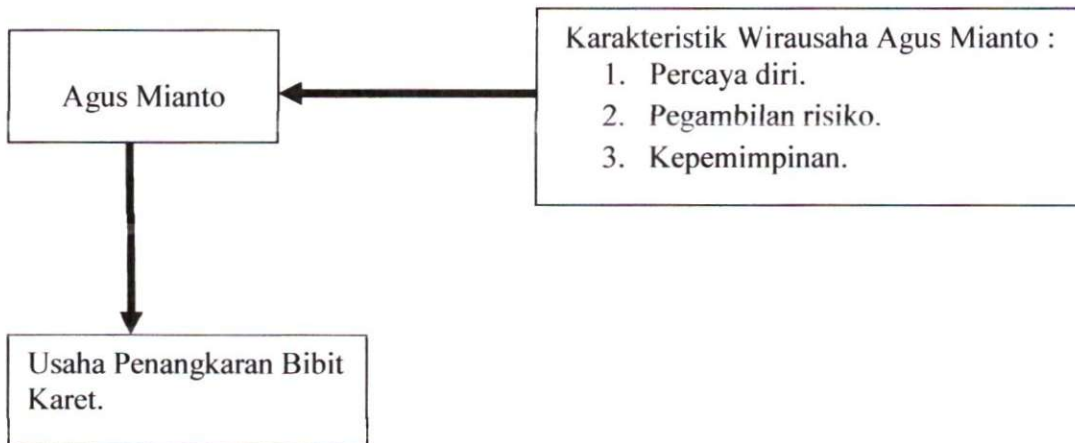 Agus Mianto
Karakteristik Wirausaha Agus Mianto :
1. Percaya diri.
2. Pegambilan risiko.
3. Kepemimpinan.
Usaha Penangkaran Bibit
Karet.